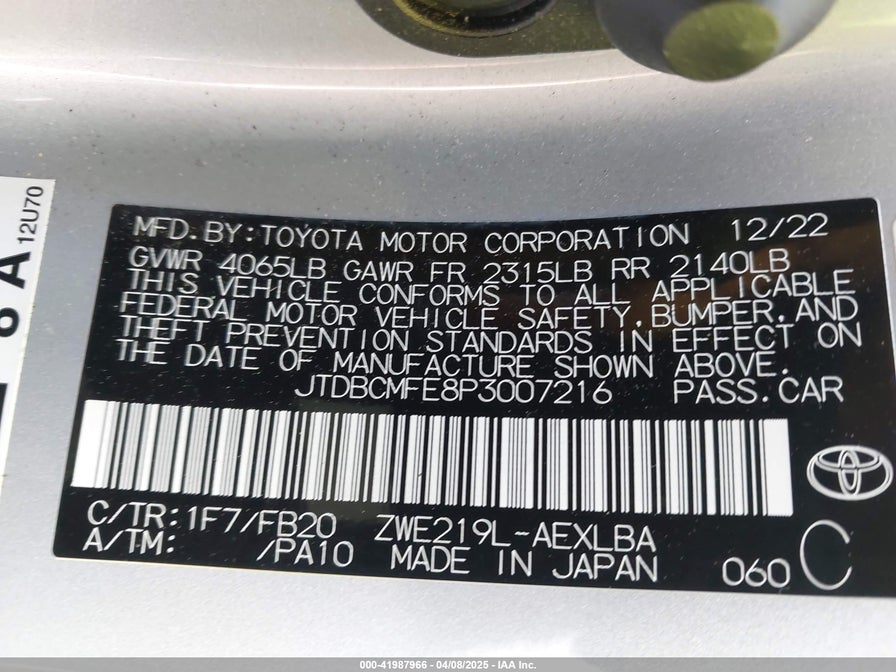 12U70
8 A
MFD.BY:TOYOTA MOTOR CORPORATION 12/22
GVWR 4065LB GAWR FR 2315LB RR 2140LB
THIS VEHICLE CONFORMS TO ALL APPLICABLE
FEDERAL MOTOR VEHICLE SAFETY,BUMPER,AND
THEFT PREVENTION STANDARDS IN EFFECT ON
THE DATE OF MANUFACTURE SHOWN ABOVE.
JTDBCMFE8P3007216 PASS.CAR
C/TR:1F7/FB20 ZWE219L-AEXLBA
A/TM: /PA10 MADE IN JAPAN 060 C
000-41987966 - 04/08/2025 - IAA Inc.